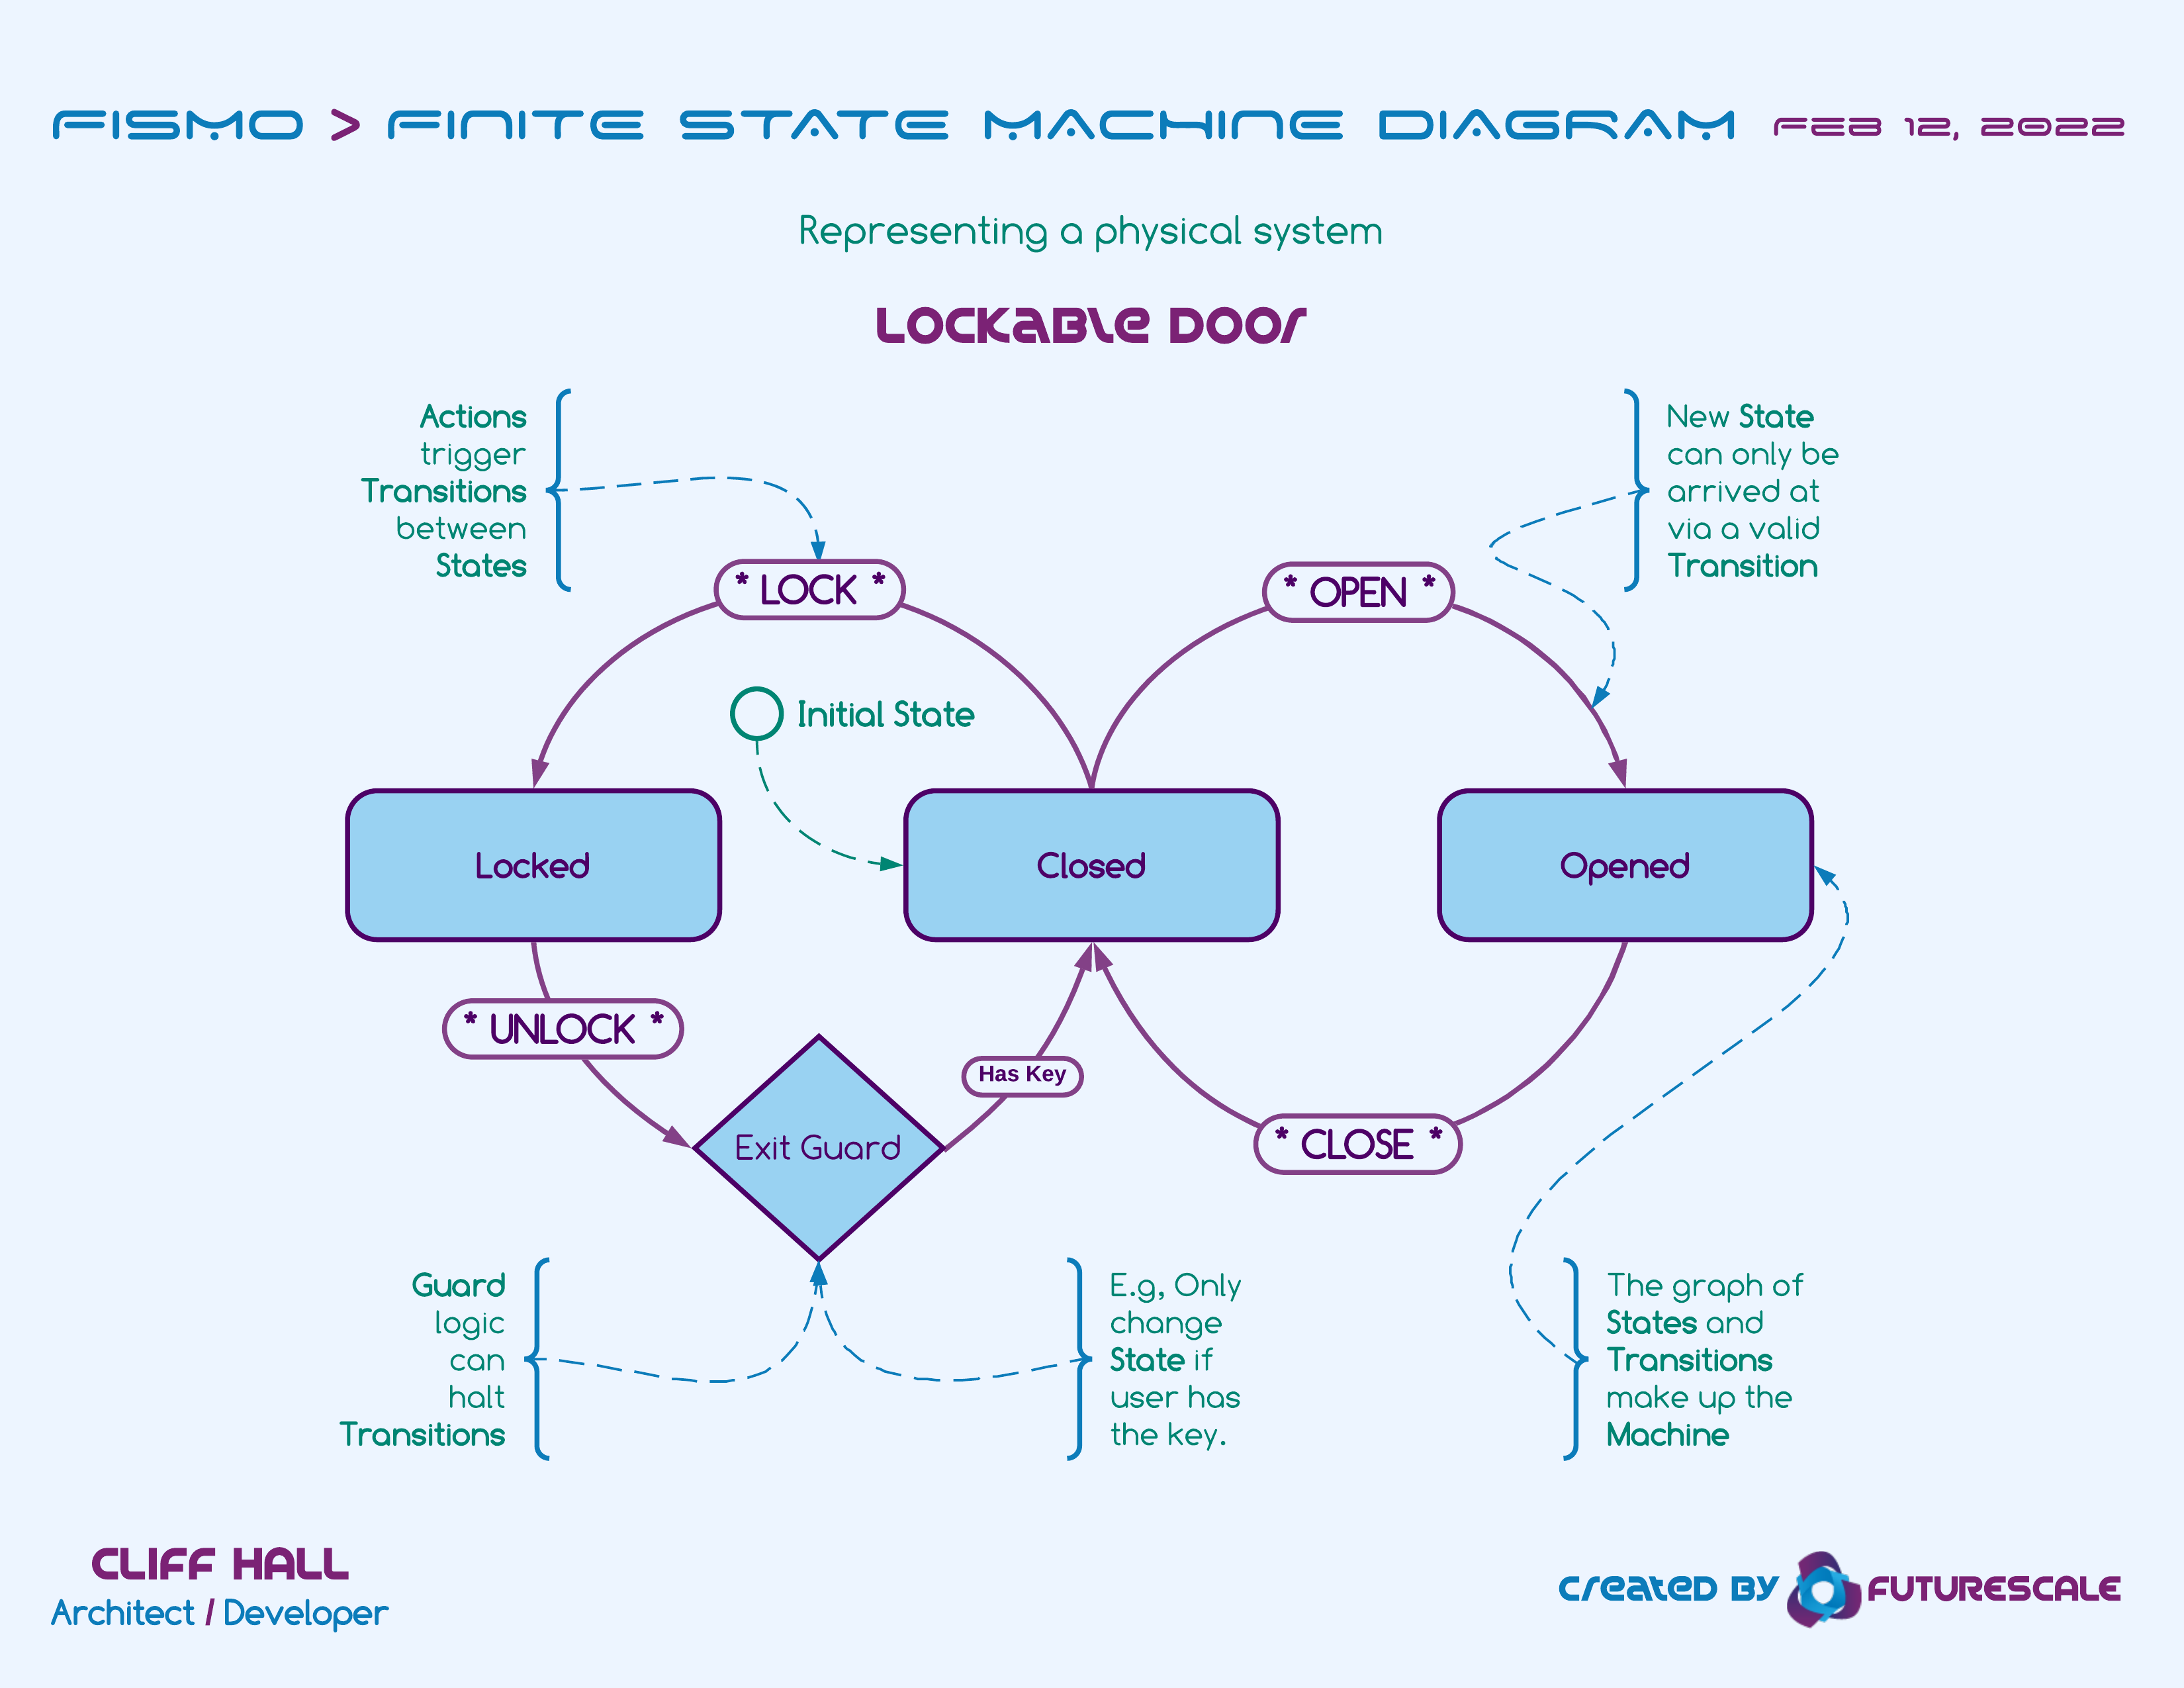 FISMO > FINITE STATE MACHINE DIAGRAM FEB 12, 2022
Representing a physical system
LOCKABLE DOOR
Actions
trigger
Transitions
between
States
New State
can only be
arrived at
via a valid
Transition
* LOCK *
* OPEN *
Initial State
Locked
Closed
Opened
* UNLOCK *
Has Key
Exit Guard
* CLOSE *
Guard
logic
can
halt
Transitions
E.g, Only
change
State if
user has
the key.
The graph of
States and
Transitions
make up the
Machine
CLIFF HALL
Architect / Developer
CREATED BY FUTURESCALE